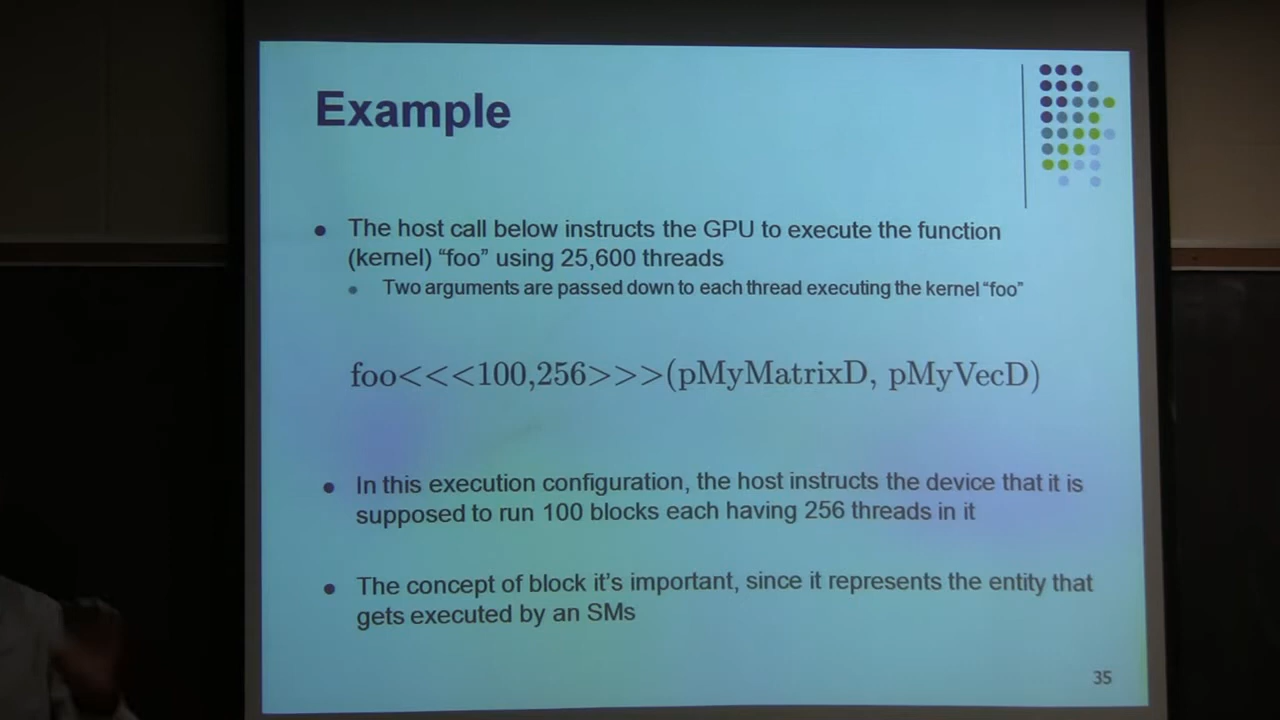 Example
The host call below instructs the GPU to execute the function
(kernel) “foo” using 25,600 threads
Two arguments are passed down to each thread executing the kernel “foo”
foo<<<100,256>>>(pMyMatrixD, pMyVecD)
In this execution configuration, the host instructs the device that it is
supposed to run 100 blocks each having 256 threads in it
The concept of block it’s important, since it represents the entity that
gets executed by an SMs
35